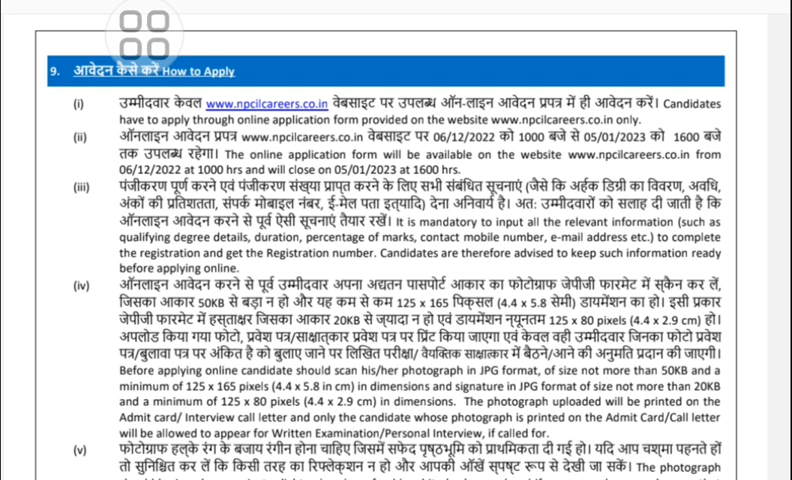 9. आवेदन कैसे करें How to Apply
(i) उम्मीदवार केवल www.npcilcareers.co.in वेबसाइट पर उपलब्ध ऑन-लाइन आवेदन प्रपत्र में ही आवेदन करें। Candidates
have to apply through online application form provided on the website www.npcilcareers.co.in only.
(ii) ऑनलाइन आवेदन प्रपत्र www.npcilcareers.co.in वेबसाइट पर 06/12/2022 को 1000 बजे से 05/01/2023 को 1600 बजे
तक उपलब्ध रहेगा। The online application form will be available on the website www.npcilcareers.co.in from
06/12/2022 at 1000 hrs and will close on 05/01/2023 at 1600 hrs.
(iii) पंजीकरण पूर्ण करने एवं पंजीकरण संख्या प्राप्त करने के लिए सभी संबंधित सूचनाएं (जैसे कि अर्हक डिग्री का विवरण, अवधि,
अंकों की प्रतिशतता, संपर्क मोबाइल नंबर, ई-मेल पता इत्यादि) देना अनिवार्य है। अत: उम्मीदवारों को सलाह दी जाती है कि
ऑनलाइन आवेदन करने से पूर्व ऐसी सूचनाएं तैयार रखें। It is mandatory to input all the relevant information (such as
qualifying degree details, duration, percentage of marks, contact mobile number, e-mail address etc.) to complete
the registration and get the Registration number. Candidates are therefore advised to keep such information ready
before applying online.
(iv) ऑनलाइन आवेदन करने से पूर्व उम्मीदवार अपना अद्यतन पासपोर्ट आकार का फोटोग्राफ जेपीजी फारमेट में स्कैन कर लें,
जिसका आकार 50KB से बड़ा न हो और यह कम से कम 125 x 165 पिक्सल (4.4 x 5.8 सेमी) डायमेंशन का हो। इसी प्रकार
जेपीजी फारमेट में हस्ताक्षर जिसका आकार 20KB से ज्यादा न हो एवं डायमेंशन न्यूनतम 125 x 80 pixels (4.4 x 2.9 cm) हो।
अपलोड किया गया फोटो, प्रवेश पत्र/साक्षात्कार प्रवेश पत्र पर प्रिंट किया जाएगा एवं केवल वही उम्मीदवार जिनका फोटो प्रवेश
पत्र/बुलावा पत्र पर अंकित है को बुलाए जाने पर लिखित परीक्षा/ वैयक्तिक साक्षात्कार में बैठने/आने की अनुमति प्रदान की जाएगी।
Before applying online candidate should scan his/her photograph in JPG format, of size not more than 50KB and a
minimum of 125 x 165 pixels (4.4 x 5.8 in cm) in dimensions and signature in JPG format of size not more than 20KB
and a minimum of 125 x 80 pixels (4.4 x 2.9 cm) in dimensions. The photograph uploaded will be printed on the
Admit card/ Interview call letter and only the candidate whose photograph is printed on the Admit Card/Call letter
will be allowed to appear for Written Examination/Personal Interview, if called for.
(v) फोटोग्राफ हल्के रंग के बजाय रंगीन होना चाहिए जिसमें सफेद पृष्ठभूमि को प्राथमिकता दी गई हो। यदि आप चश्मा पहनते हों
तो सुनिश्चित कर लें कि किसी तरह का रिफ्लेक्शन न हो और आपकी ऑखें स्पष्ट रूप से देखी जा सकें। The photograph